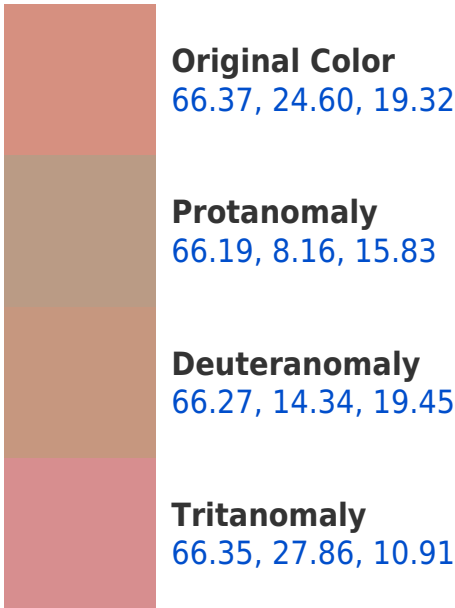 Original Color
66.37, 24.60, 19.32
Protanomaly
66.19, 8.16, 15.83
Deuteranomaly
66.27, 14.34, 19.45
Tritanomaly
66.35, 27.86, 10.91